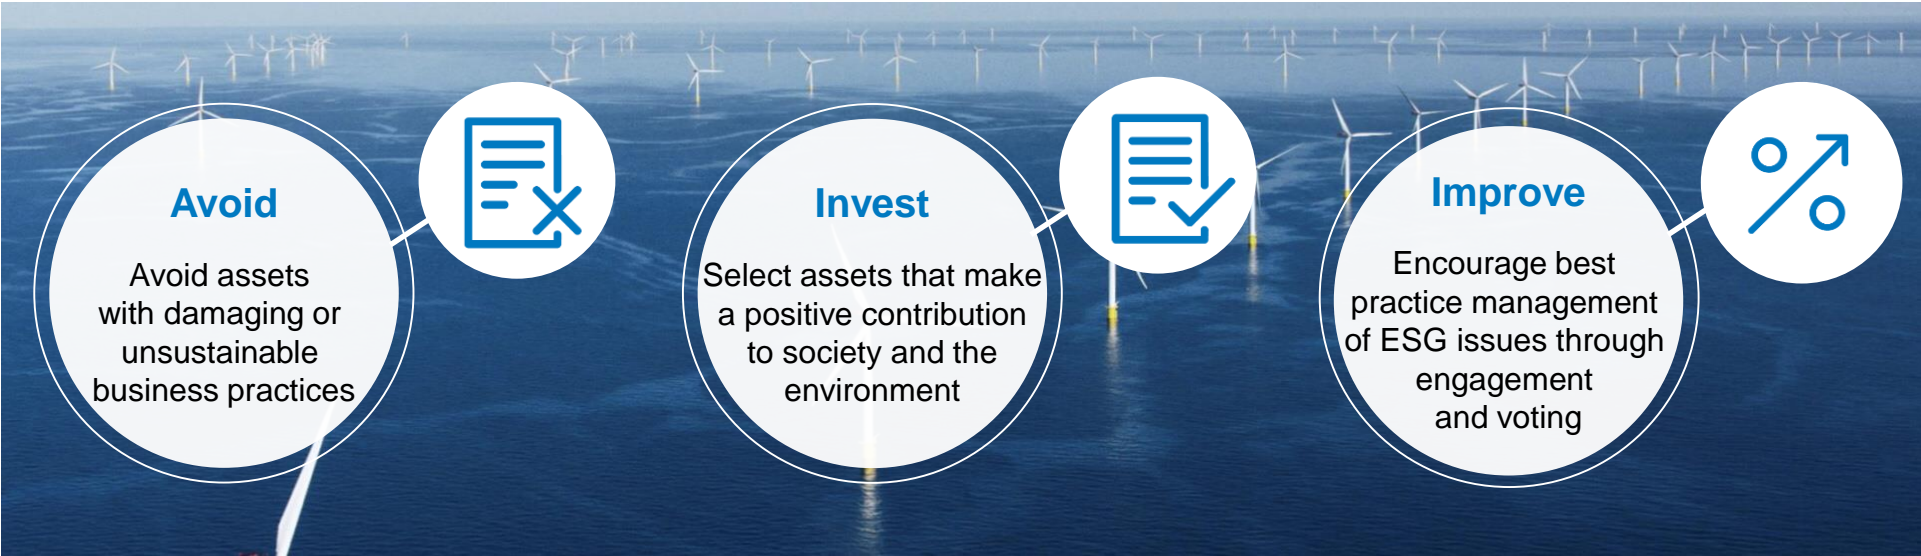 Avoid
Avoid assets
with damaging or
unsustainable
business practices
Invest
Select assets that make
a positive contribution
to society and the
environment
Improve
Encourage best
practice management
of ESG issues through
engagement
and voting